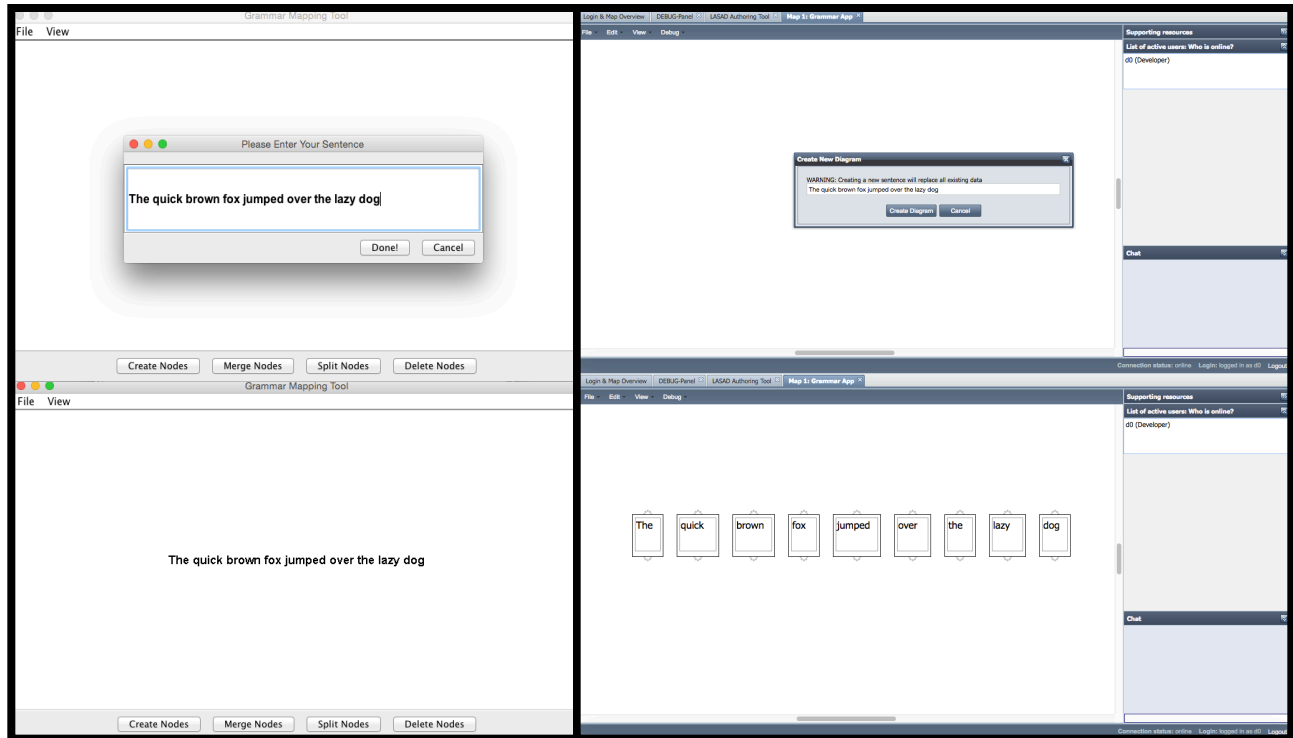 Grammar Mapping Tool
File View
Please Enter Your Sentence
The quick brown fox jumped over the lazy dog
Done! Cancel
Create Nodes Merge Nodes Split Nodes Delete Nodes
Login & Map Overview DEBUG-Panel LASAD Authoring Tool Map 1: Grammar App
File Edit View Debug
Supporting resources
List of active users: Who is online?
d0 (Developer)
Create New Diagram
WARNING: Creating a new sentence will replace all existing data
The quick brown fox jumped over the lazy dog
Create Diagram Cancel
Chat
Connection status: online Login: logged in as d0 Logout
Grammar Mapping Tool
File View
The quick brown fox jumped over the lazy dog
Create Nodes Merge Nodes Split Nodes Delete Nodes
Login & Map Overview DEBUG-Panel LASAD Authoring Tool Map 1: Grammar App
File Edit View Debug
Supporting resources
List of active users: Who is online?
d0 (Developer)
The quick brown fox jumped over the lazy dog
Chat
Connection status: online Login: logged in as d0 Logout